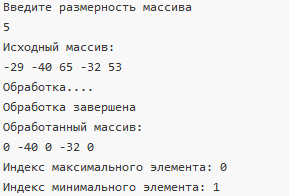 Введите размерность массива
5
Исходный массив:
-29 -40 65 -32 53
Обработка....
Обработка завершена
Обработанный массив:
0 -40 0 -32 0
Индекс максимального элемента: 0
Индекс минимального элемента: 1